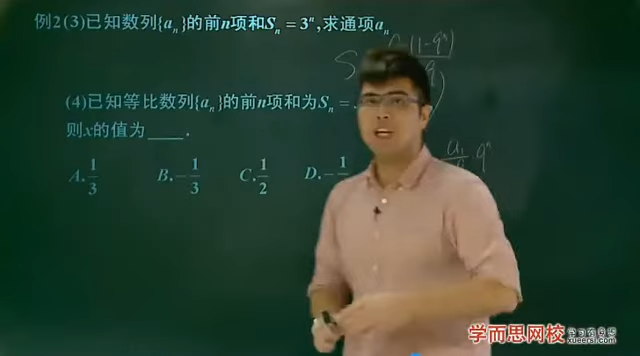 例2(3)已知数列{aₙ}的前n项和Sₙ = 3ⁿ,求通项aₙ
(4)已知等比数列{aₙ}的前n项和为Sₙ =
则x的值为____.
A. 1/3 B. -1/3 C. 1/2 D. -1
学而思网校
xueersi.com